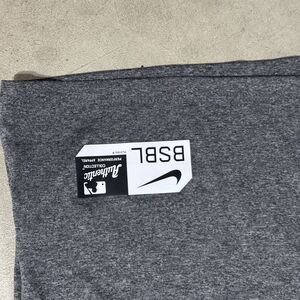 BSBL
Authentic
COLLECTION
PERFORMANCE APPAREL